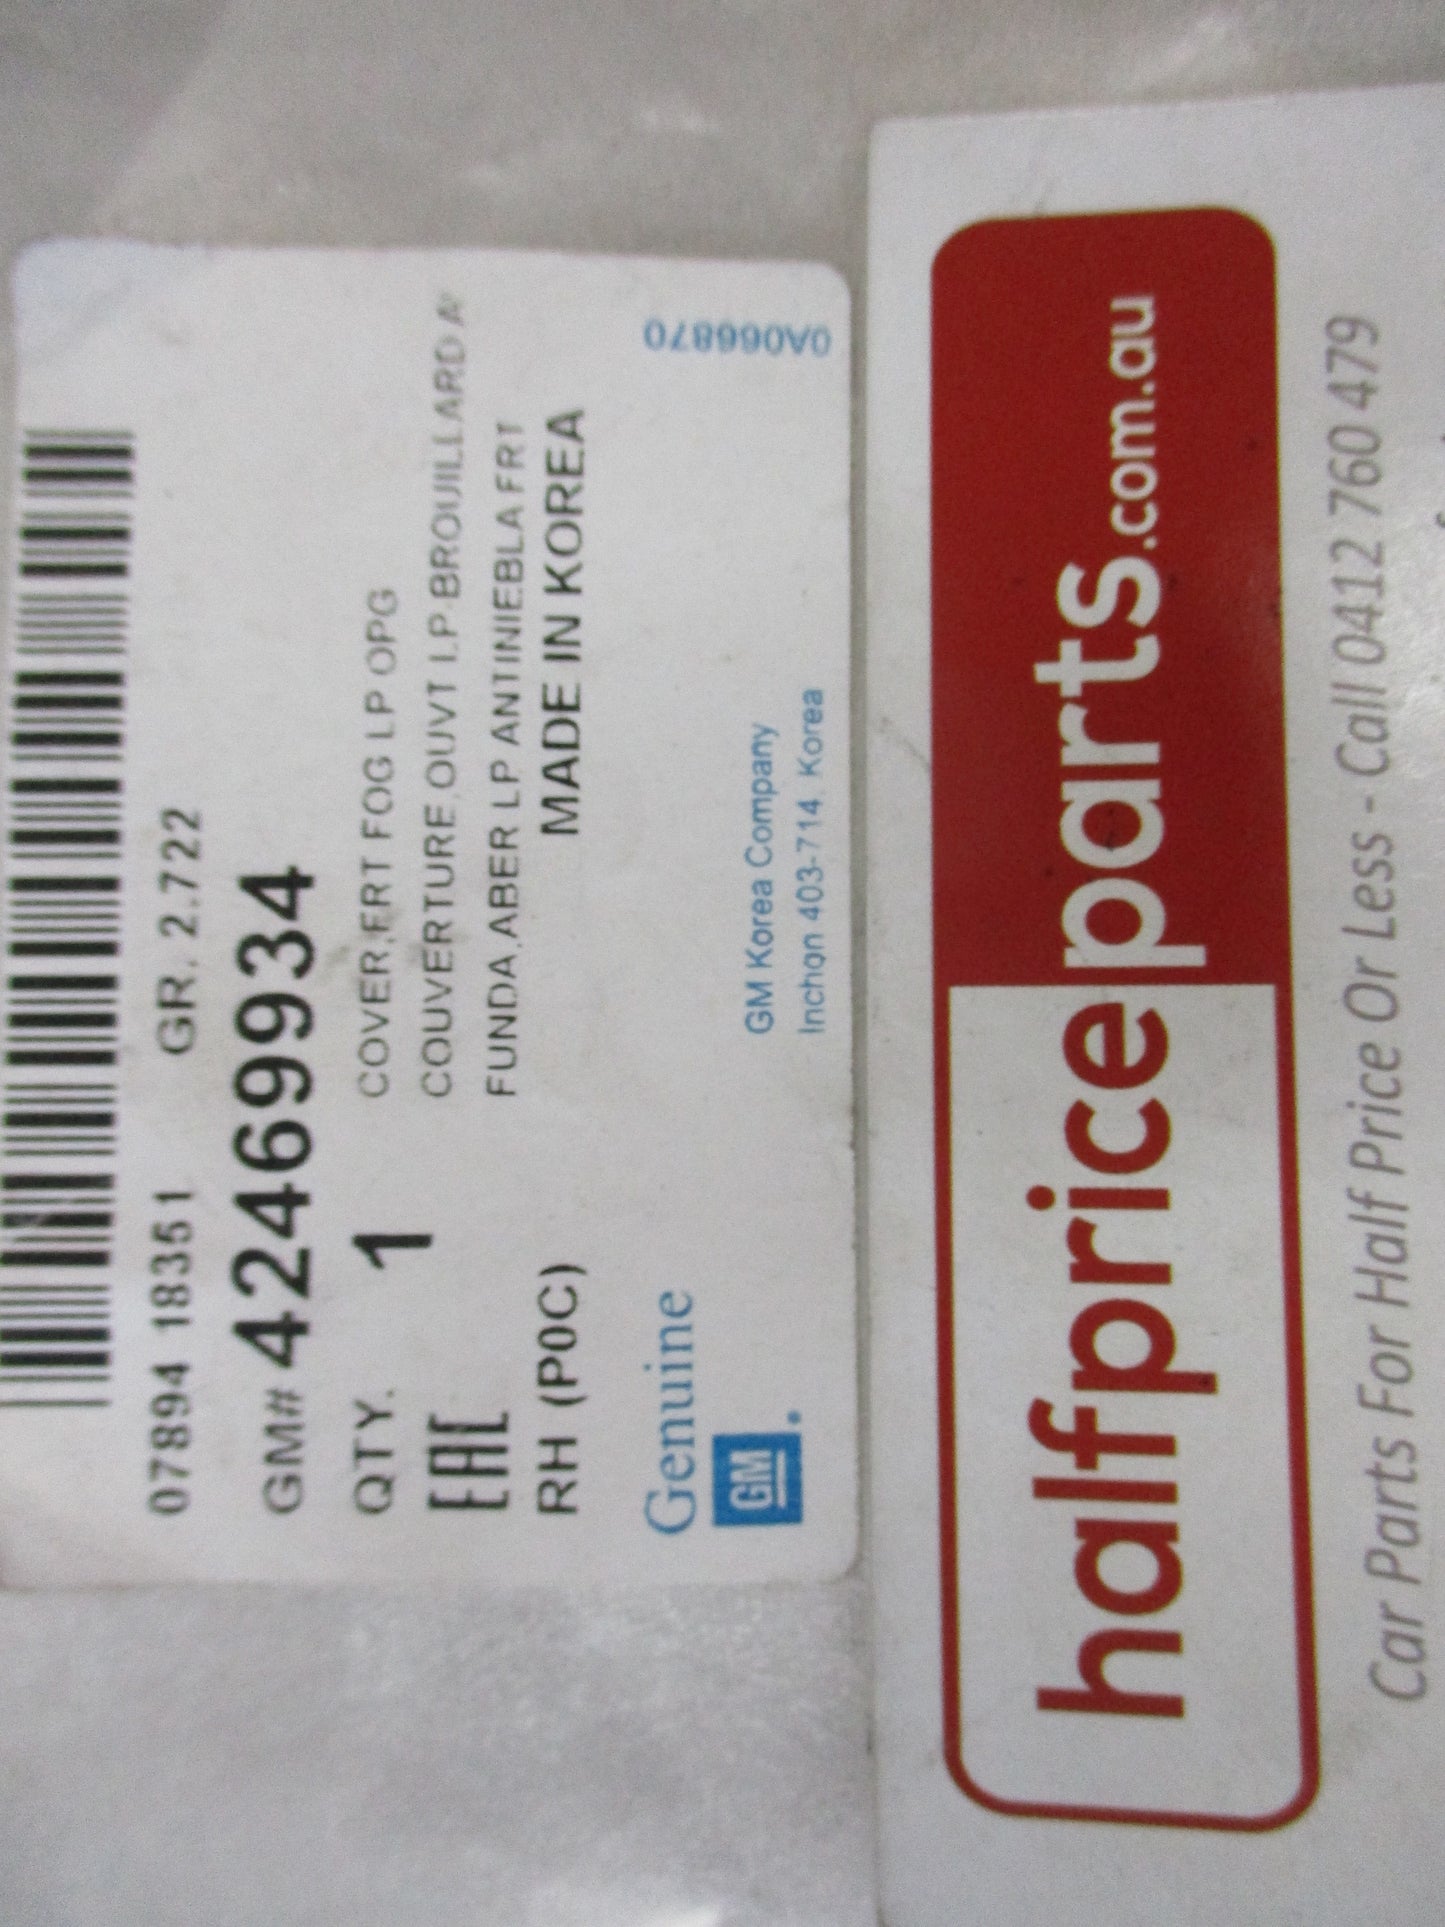 07894 18351 GR. 2.722
GM# 42469934
QTY. 1 COVER,FRT FOG LP OPG
EAC COUVERTURE,OUVT LP BROUILLARD A
FUNDA,ABER LP ANTINIEBLA FRT
RH (P0C) MADE IN KOREA
Genuine
GM
GM Korea Company
Inchon 403-714, Korea
0A066870
halfpriceparts.com.au
Car Parts For Half Price Or Less - Call 0412 760 479